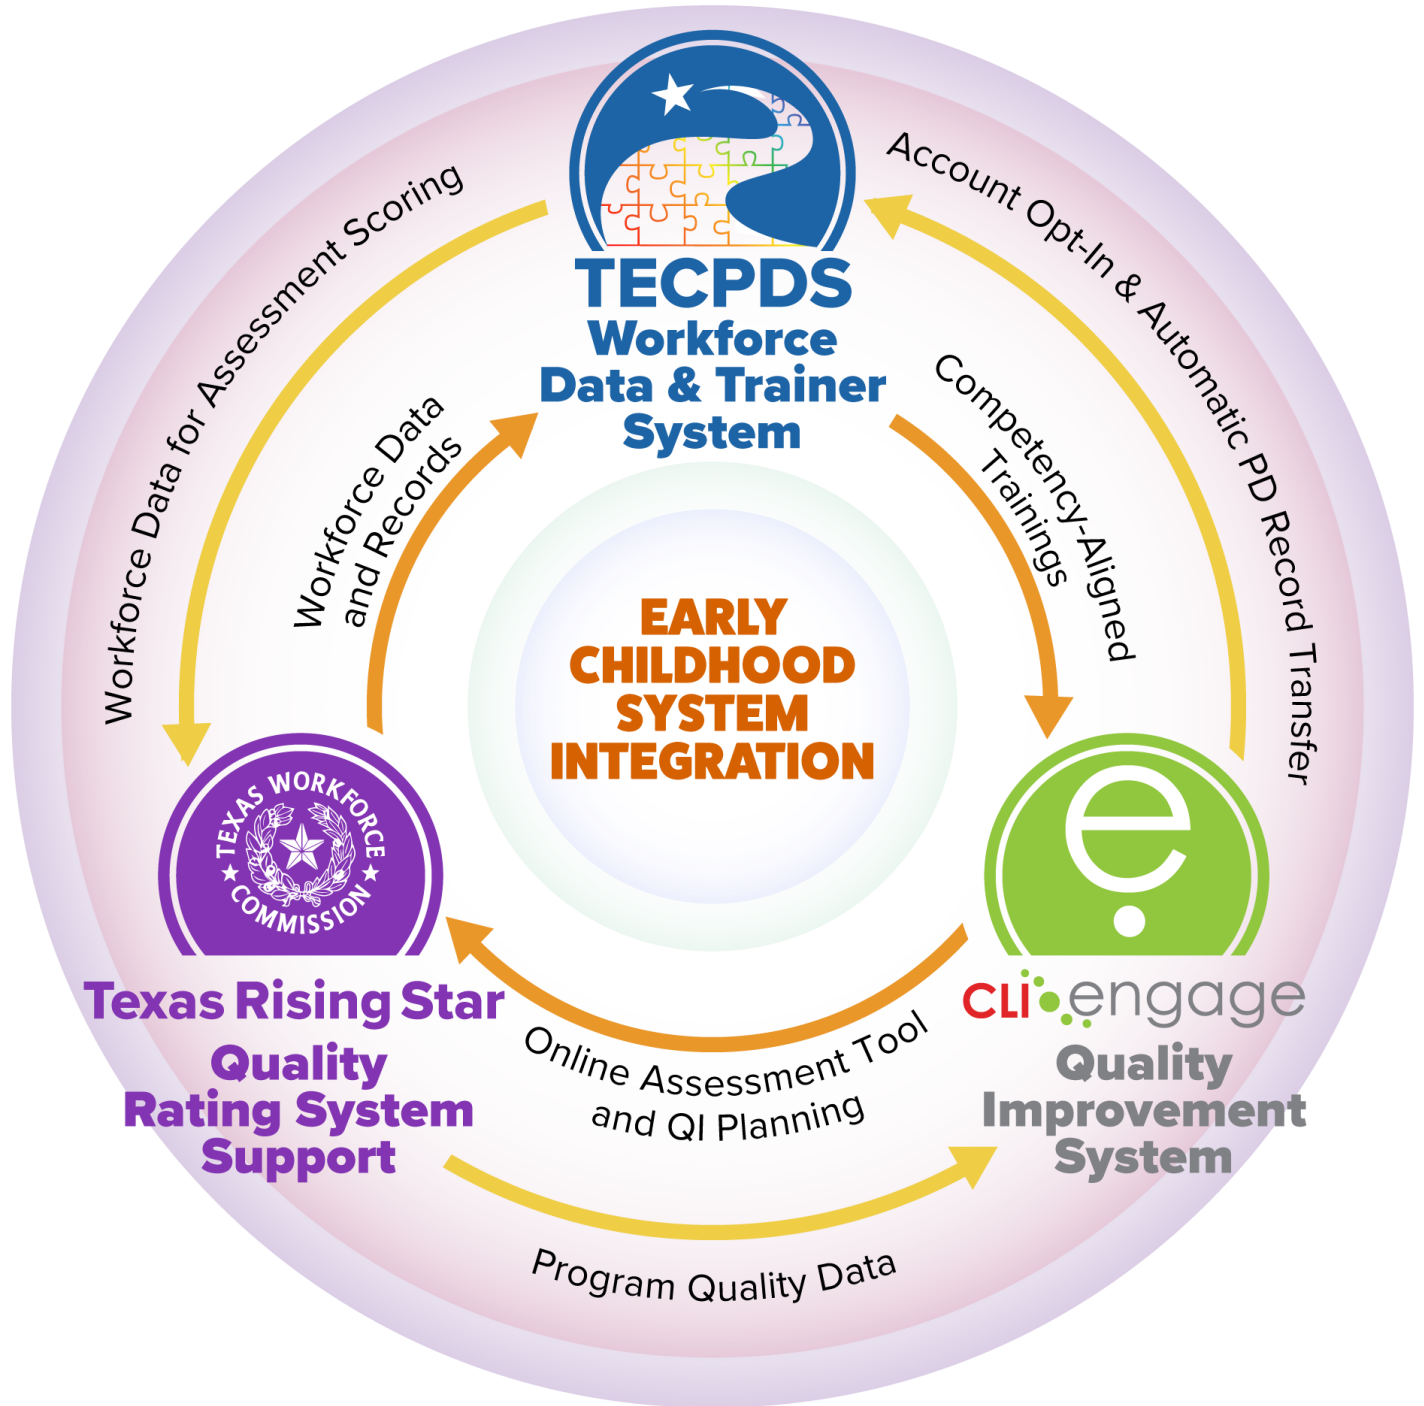 TECPDS
Workforce
Data & Trainer
System
Workforce Data for Assessment Scoring
Account Opt-In & Automatic PD Record Transfer
Workforce Data
and Records
Competency-Aligned
Trainings
EARLY
CHILDHOOD
SYSTEM
INTEGRATION
TEXAS WORKFORCE
COMMISSION
Texas Rising Star
Quality
Rating System
Support
e
CLI engage
Quality
Improvement
System
Online Assessment Tool
and QI Planning
Program Quality Data